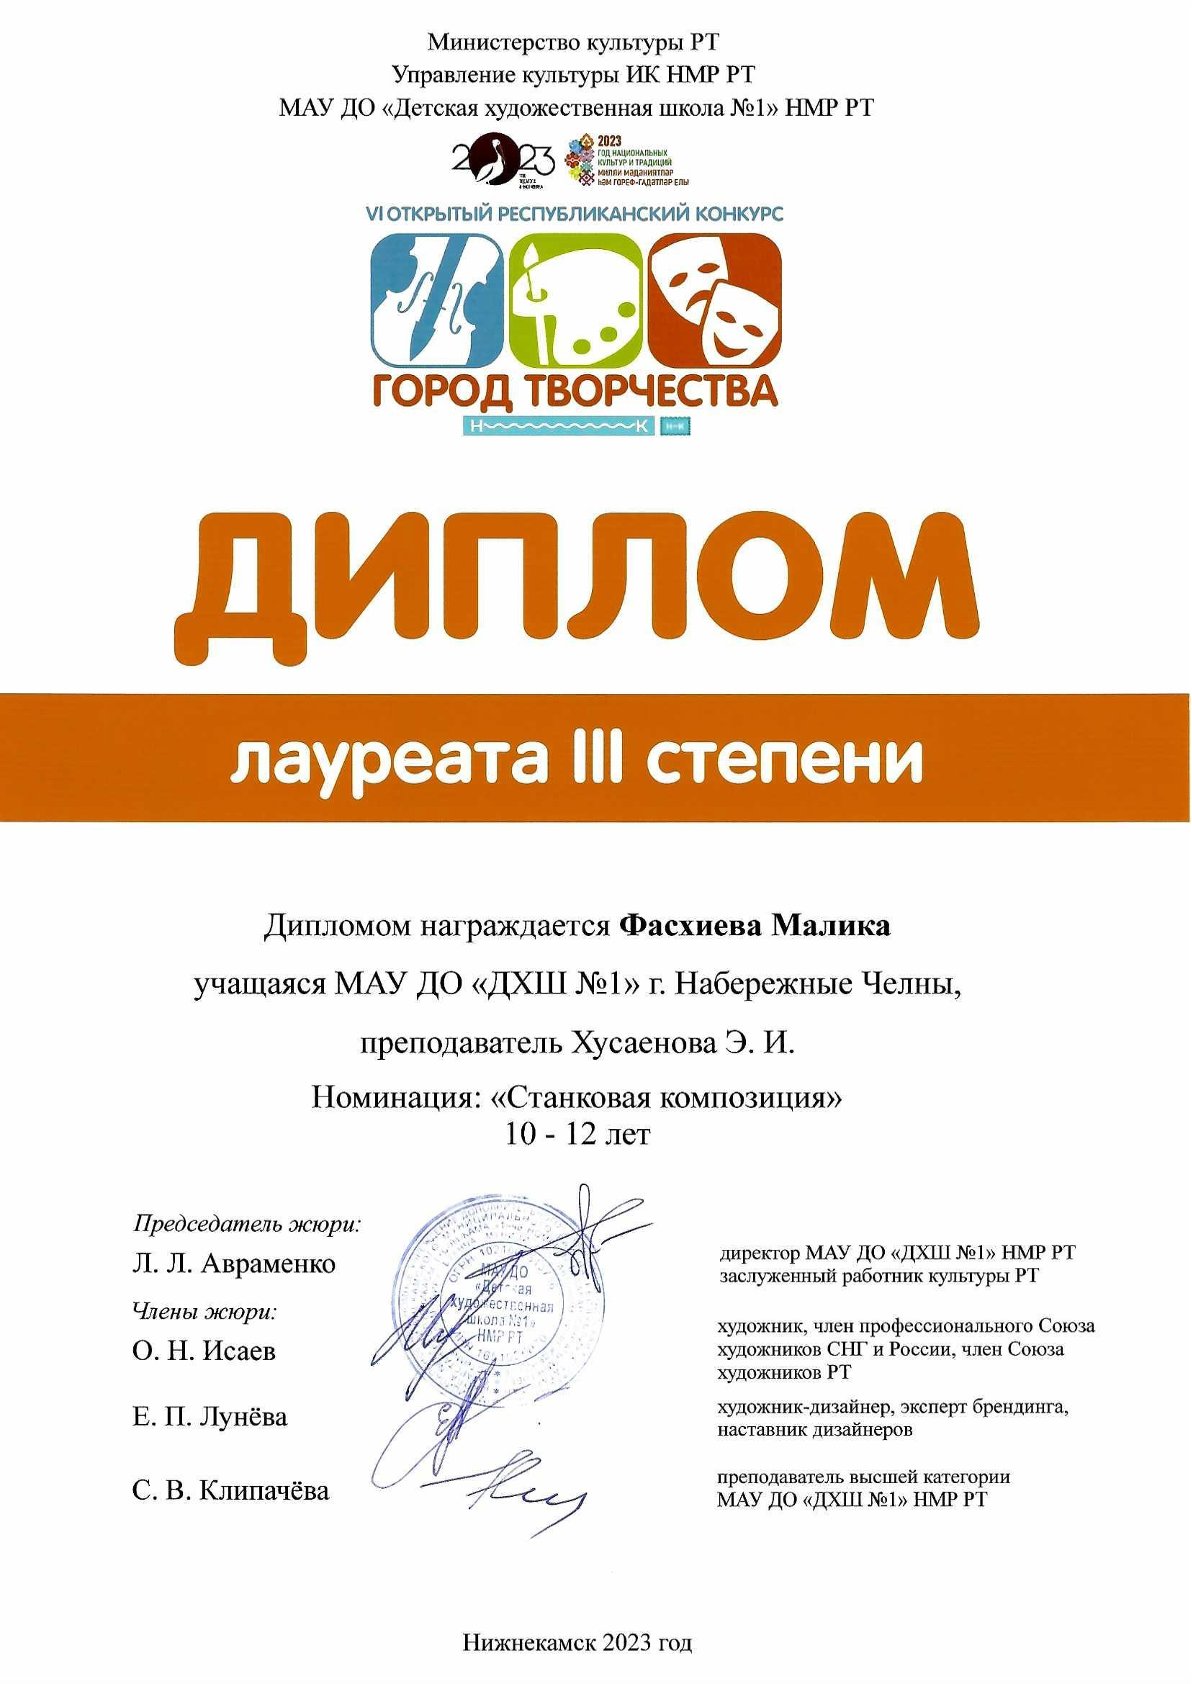 Министерство культуры РТ
Управление культуры ИК НМР РТ
МАУ ДО «Детская художественная школа №1» НМР РТ
2023
2023
ГОД НАЦИОНАЛЬНЫХ
КУЛЬТУР И ТРАДИЦИЙ
МИЛЛИ МӘДӘНИЯТЛӘР
ҺӘМ ГОРЕФ-ГАДӘТЛӘР ЕЛЫ
VI ОТКРЫТЫЙ РЕСПУБЛИКАНСКИЙ КОНКУРС
ГОРОД ТВОРЧЕСТВА
Н К Н К
ДИПЛОМ
лауреата III степени
Дипломом награждается Фасхиева Малика
учащаяся МАУ ДО «ДХШ №1» г. Набережные Челны,
преподаватель Хусаенова Э. И.
Номинация: «Станковая композиция»
10 - 12 лет
Председатель жюри:
Л. Л. Авраменко
директор МАУ ДО «ДХШ №1» НМР РТ
заслуженный работник культуры РТ
Члены жюри:
О. Н. Исаев
художник, член профессионального Союза
художников СНГ и России, член Союза
художников РТ
Е. П. Лунёва
художник-дизайнер, эксперт брендинга,
наставник дизайнеров
С. В. Клипачёва
преподаватель высшей категории
МАУ ДО «ДХШ №1» НМР РТ
МАУ ДО
«Детская
художественная
школа №1»
НМР РТ
Нижнекамск 2023 год